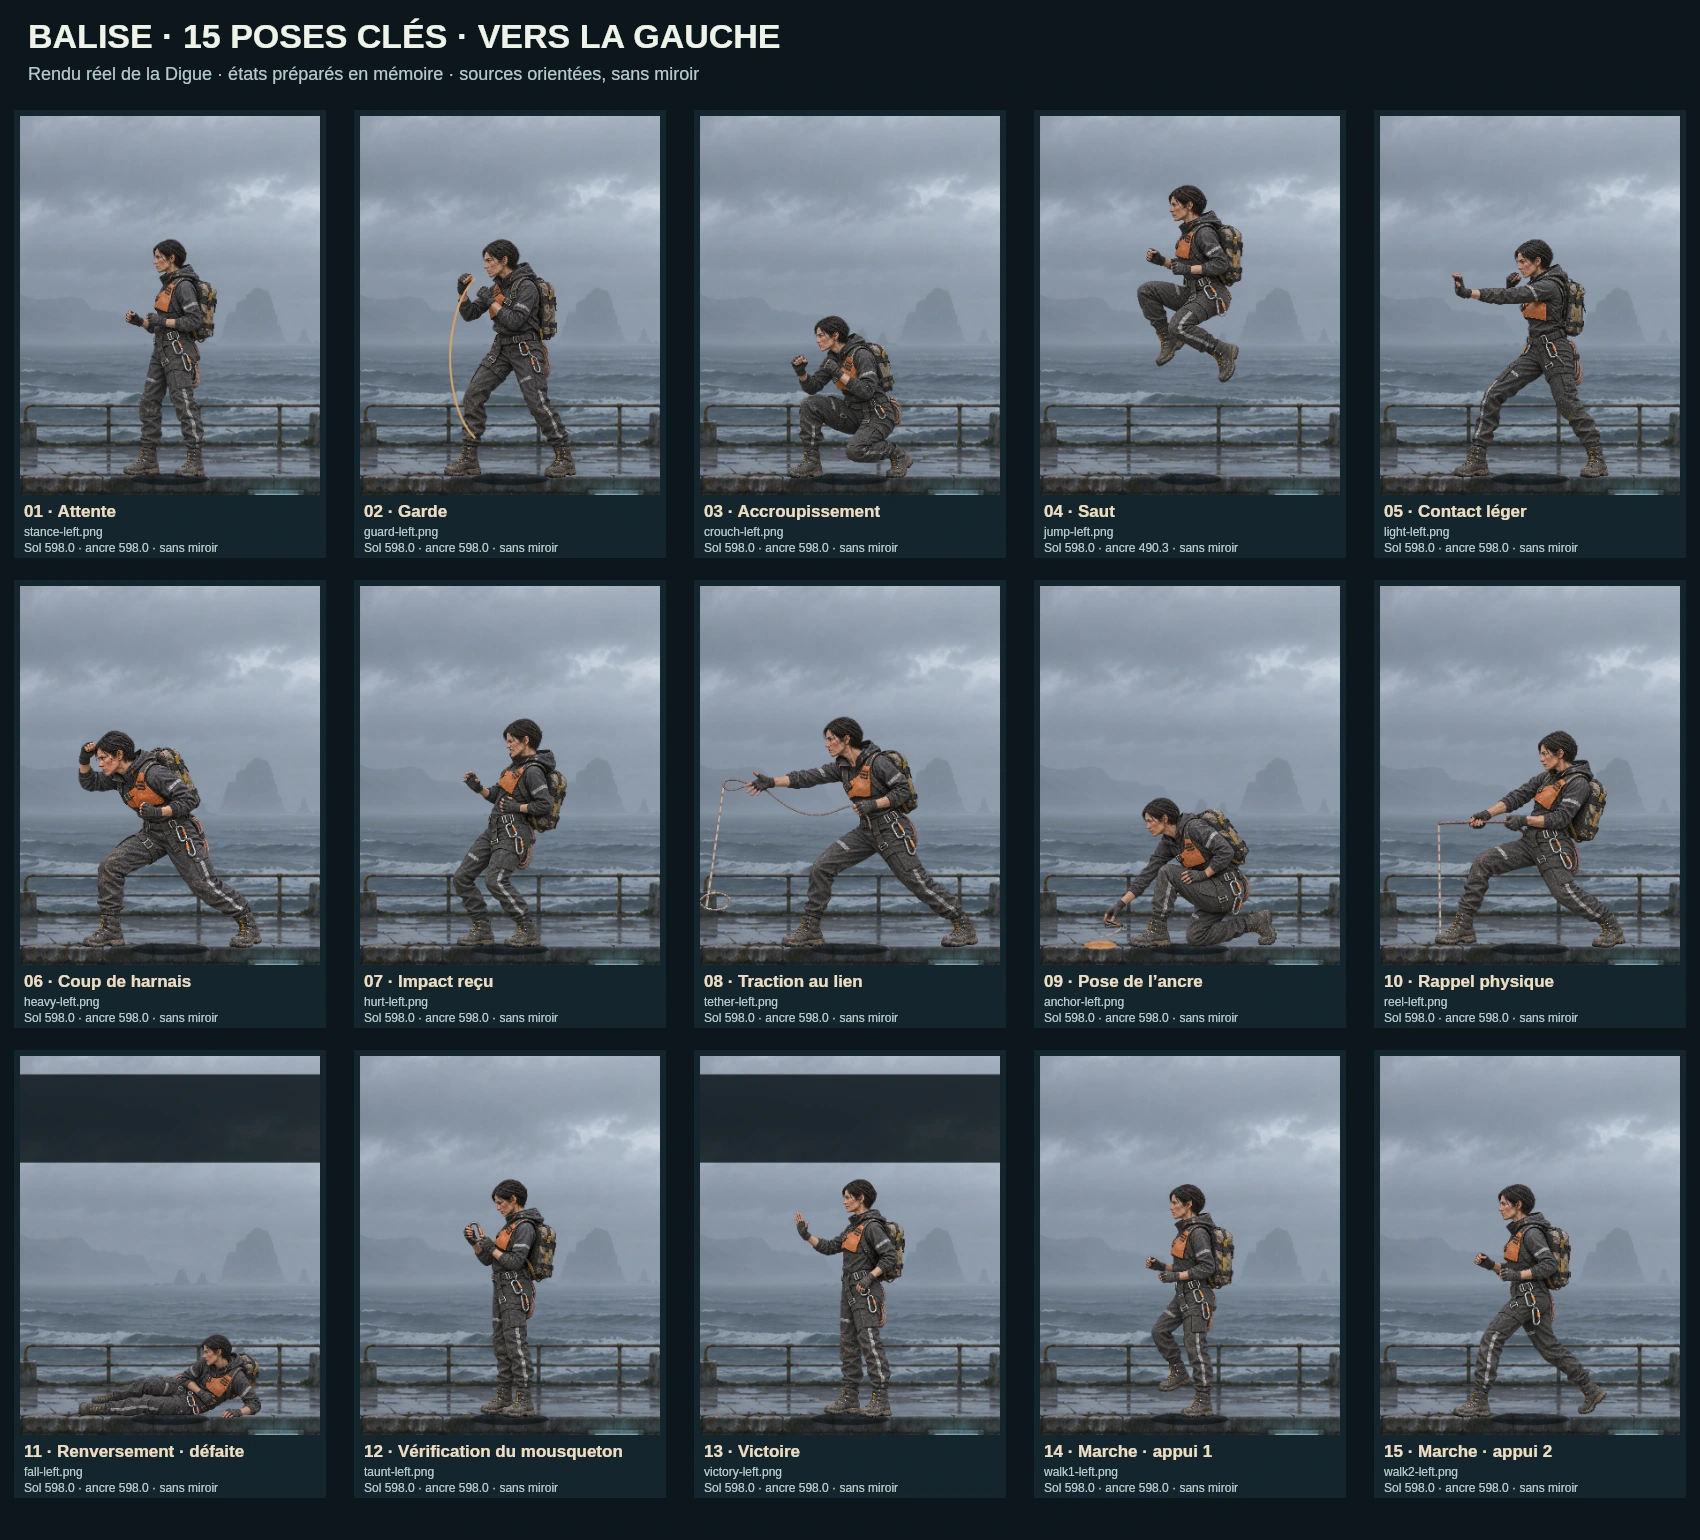 BALISE · 15 POSES CLÉS · VERS LA GAUCHE
Rendu réel de la Digue · états préparés en mémoire · sources orientées, sans miroir
01 · Attente
stance-left.png
Sol 598.0 · ancre 598.0 · sans miroir
02 · Garde
guard-left.png
Sol 598.0 · ancre 598.0 · sans miroir
03 · Accroupissement
crouch-left.png
Sol 598.0 · ancre 598.0 · sans miroir
04 · Saut
jump-left.png
Sol 598.0 · ancre 490.3 · sans miroir
05 · Contact léger
light-left.png
Sol 598.0 · ancre 598.0 · sans miroir
06 · Coup de harnais
heavy-left.png
Sol 598.0 · ancre 598.0 · sans miroir
07 · Impact reçu
hurt-left.png
Sol 598.0 · ancre 598.0 · sans miroir
08 · Traction au lien
tether-left.png
Sol 598.0 · ancre 598.0 · sans miroir
09 · Pose de l’ancre
anchor-left.png
Sol 598.0 · ancre 598.0 · sans miroir
10 · Rappel physique
reel-left.png
Sol 598.0 · ancre 598.0 · sans miroir
11 · Renversement · défaite
fall-left.png
Sol 598.0 · ancre 598.0 · sans miroir
12 · Vérification du mousqueton
taunt-left.png
Sol 598.0 · ancre 598.0 · sans miroir
13 · Victoire
victory-left.png
Sol 598.0 · ancre 598.0 · sans miroir
14 · Marche · appui 1
walk1-left.png
Sol 598.0 · ancre 598.0 · sans miroir
15 · Marche · appui 2
walk2-left.png
Sol 598.0 · ancre 598.0 · sans miroir